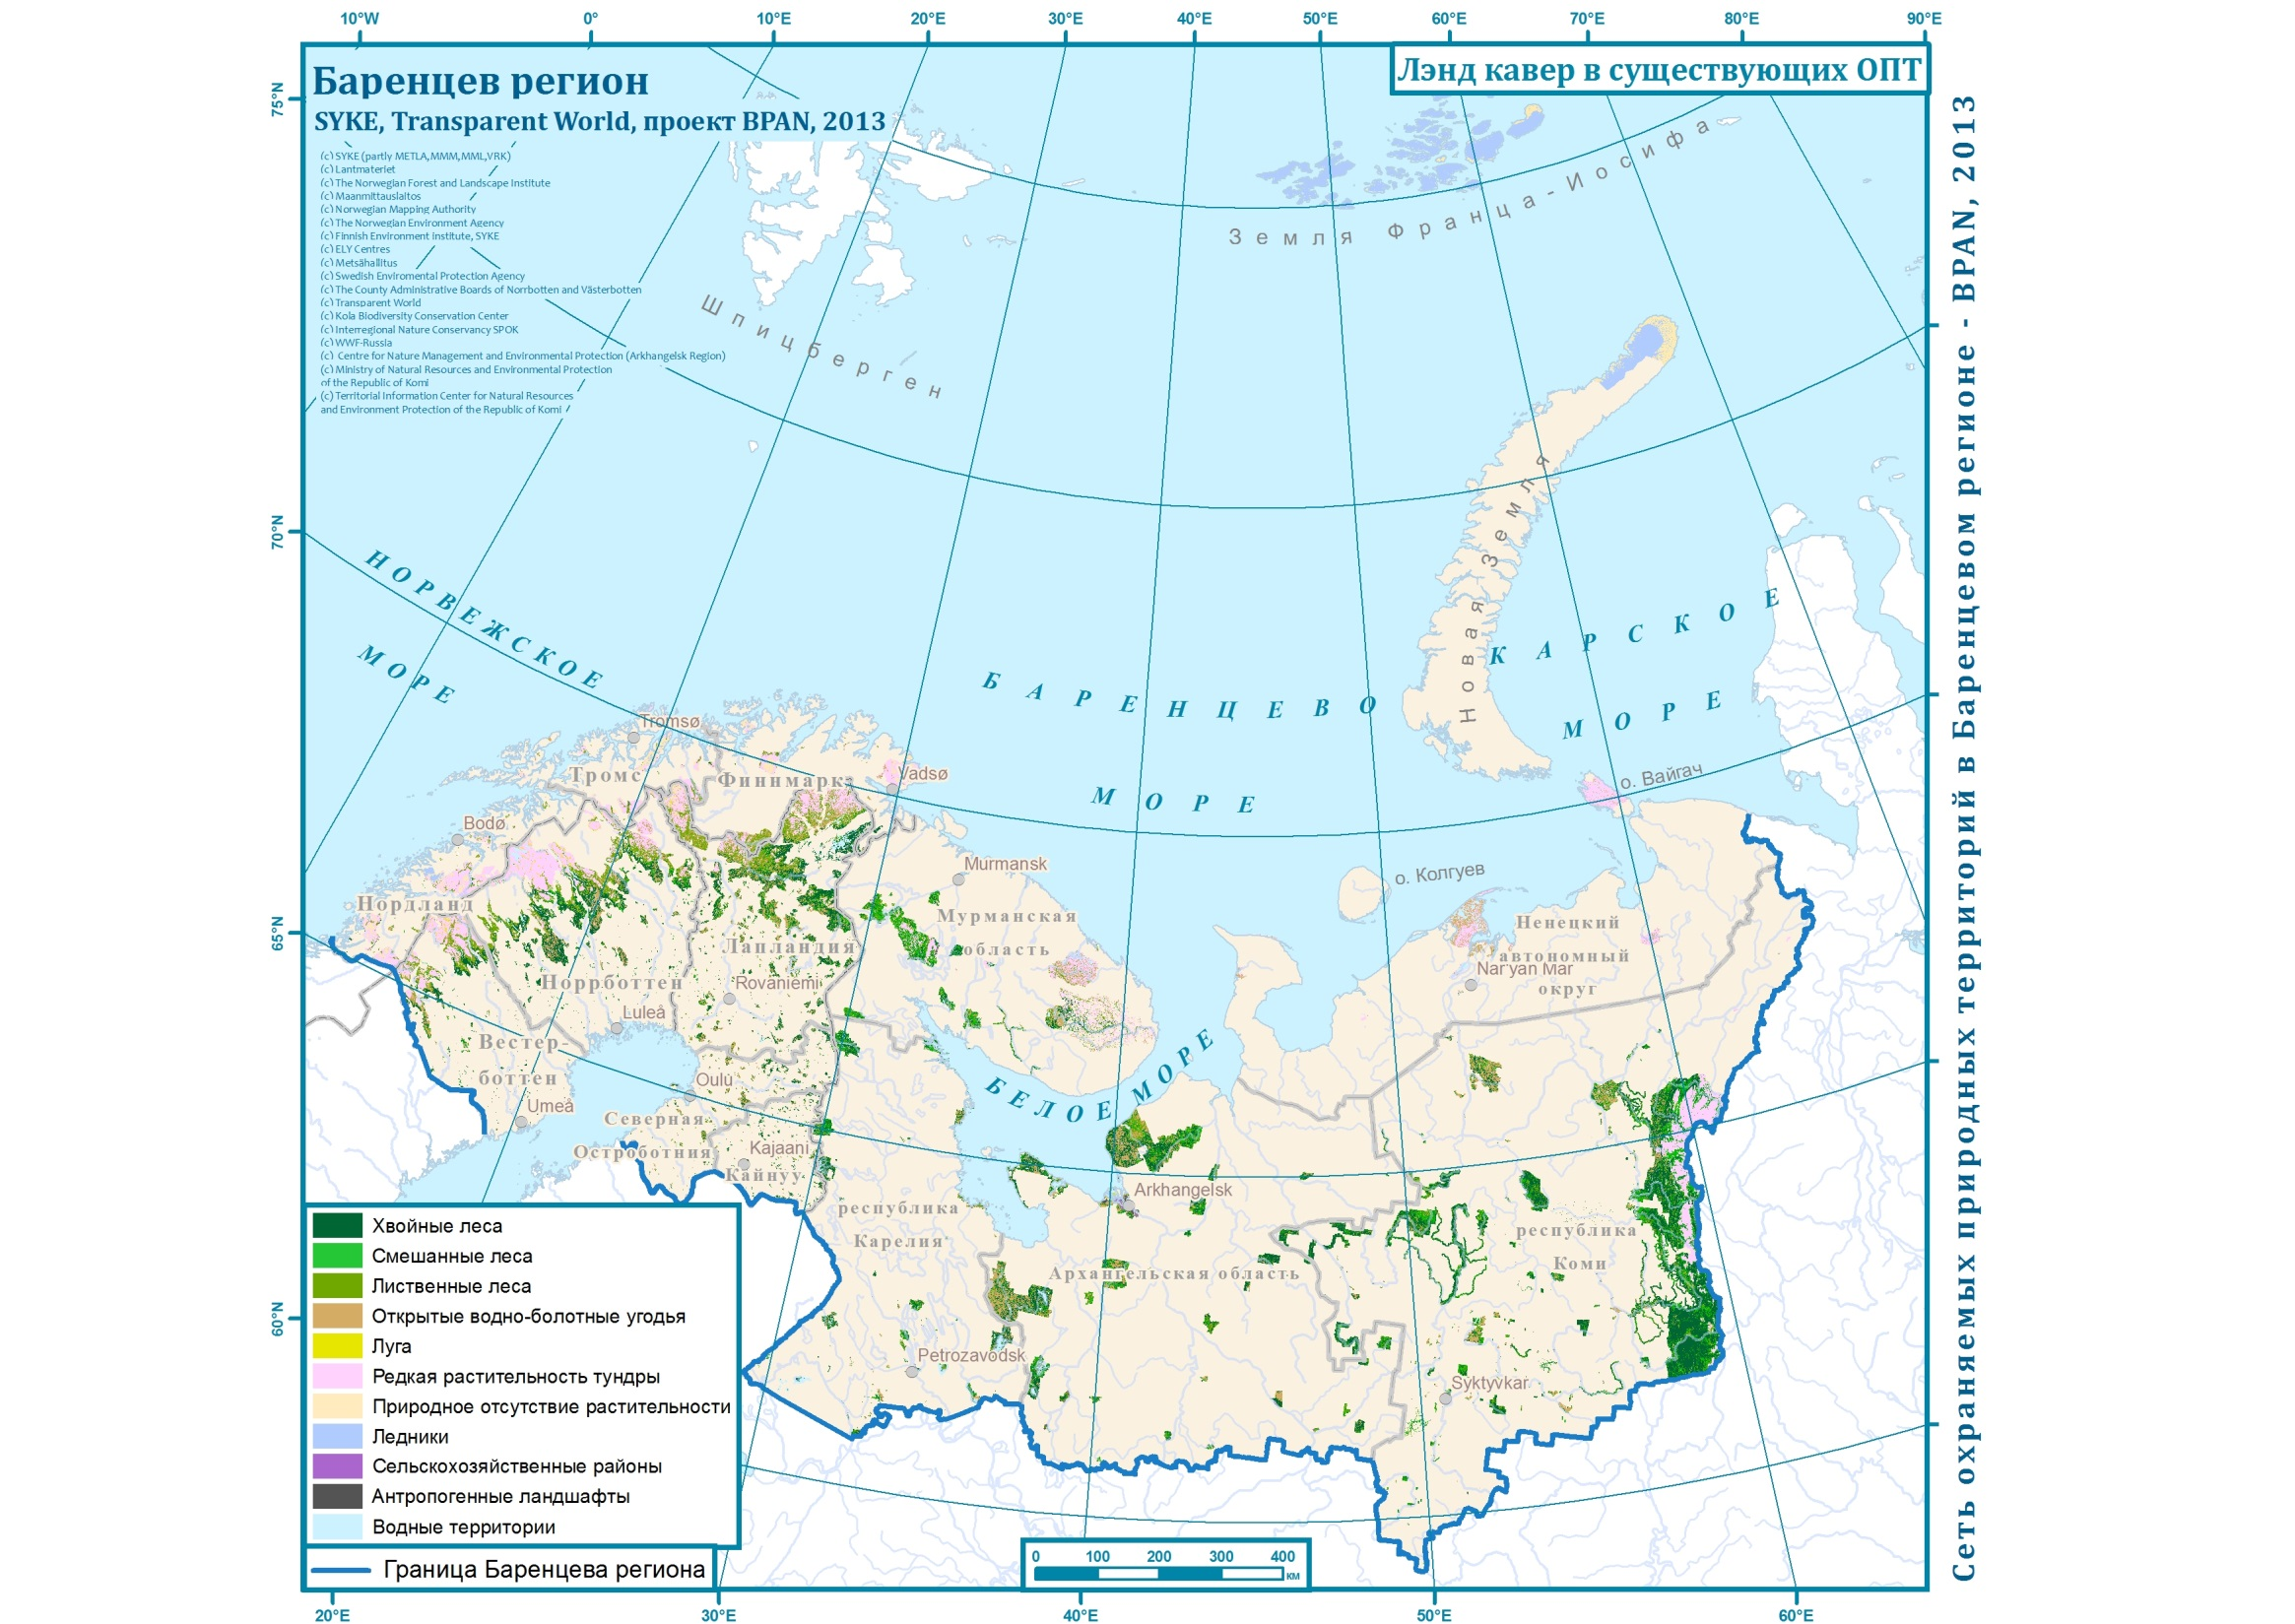 10°W 0° 10°E 20°E 30°E 40°E 50°E 60°E 70°E 80°E 90°E
Баренцев регион
SYKE, Transparent World, проект BPAN, 2013
Лэнд кавер в существующих ОПТ
(c) SYKE (partly METLA, MMM, MML, VRK)
(c) Lantmateriet
(c) The Norwegian Forest and Landscape Institute
(c) Maanmittauslaitos
(c) Norwegian Mapping Authority
(c) The Norwegian Environment Agency
(c) Finnish Environment Institute, SYKE
(c) ELY Centres
(c) Metsähallitus
(c) Swedish Enviromental Protection Agency
(c) The County Administrative Boards of Norrbotten and Västerbotten
(c) Transparent World
(c) Kola Biodiversity Conservation Center
(c) Interregional Nature Conservancy SPOK
(c) WWF-Russia
(c) Centre for Nature Management and Environmental Protection (Arkhangelsk Region)
(c) Ministry of Natural Resources and Environmental Protection
of the Republic of Komi
(c) Territorial Information Center for Natural Resources
and Environment Protection of the Republic of Komi
75°N
70°N
65°N
60°N
Сеть охраняемых природных территорий в Баренцевом регионе - BPAN, 2013
Земля Франца-Иосифа
Шпицберген
Новая Земля
НОРВЕЖСКОЕ
МОРЕ
БАРЕНЦЕВО
МОРЕ
КАРСКОЕ
МОРЕ
о. Вайгач
о. Колгуев
Tromsø
Тромс
Финнмарк
Vadsø
Bodø
Нордланд
Murmansk
Мурманская
область
Лапландия
Норрботтен
Rovaniemi
Luleå
Вестер-
боттен
Umeå
Oulu
Северная
Остроботния
Kajaani
Кайнуу
БЕЛОЕ МОРЕ
Ненецкий
автономный
округ
Nar'yan Mar
Arkhangelsk
республика
Карелия
Архангельская область
республика
Коми
Petrozavodsk
Syktyvkar
Хвойные леса
Смешанные леса
Лиственные леса
Открытые водно-болотные угодья
Луга
Редкая растительность тундры
Природное отсутствие растительности
Ледники
Сельскохозяйственные районы
Антропогенные ландшафты
Водные территории
Граница Баренцева региона
0 100 200 300 400
км
20°E 30°E 40°E 50°E 60°E